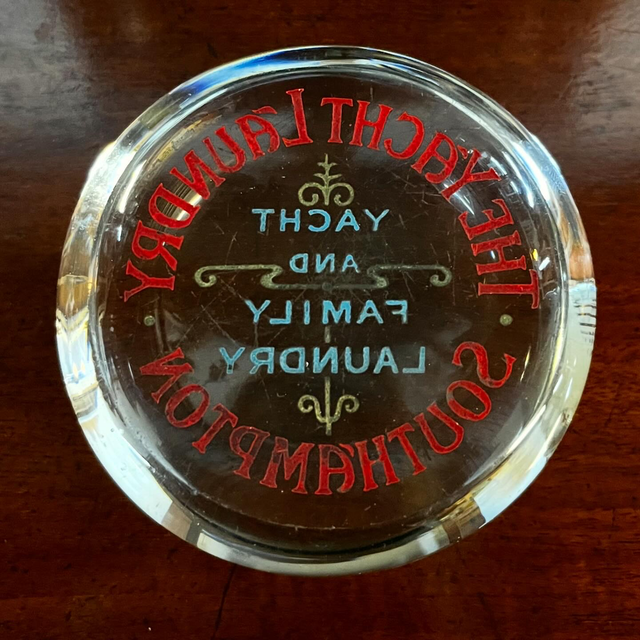 THE YACHT LAUNDRY
YACHT
AND
FAMILY
LAUNDRY
SOUTHAMPTON